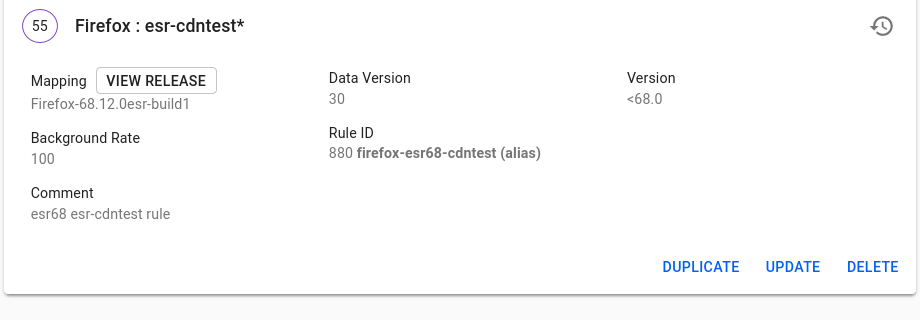 55 Firefox : esr-cdntest*
Mapping VIEW RELEASE
Firefox-68.12.0esr-build1
Background Rate
100
Comment
esr68 esr-cdntest rule
Data Version
30
Rule ID
880 firefox-esr68-cdntest (alias)
Version
<68.0
DUPLICATE UPDATE DELETE